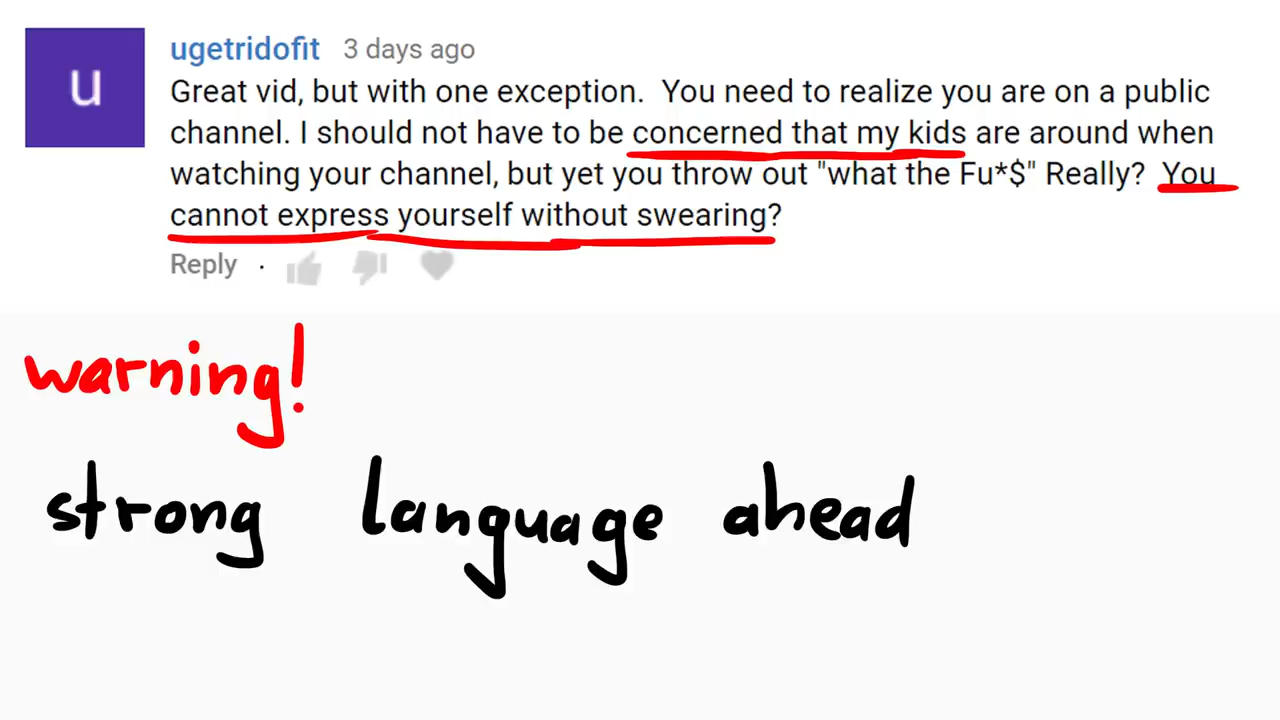 u
ugetridofit 3 days ago
Great vid, but with one exception. You need to realize you are on a public
channel. I should not have to be concerned that my kids are around when
watching your channel, but yet you throw out "what the Fu*$" Really? You
cannot express yourself without swearing?
Reply ·
warning!
strong language ahead